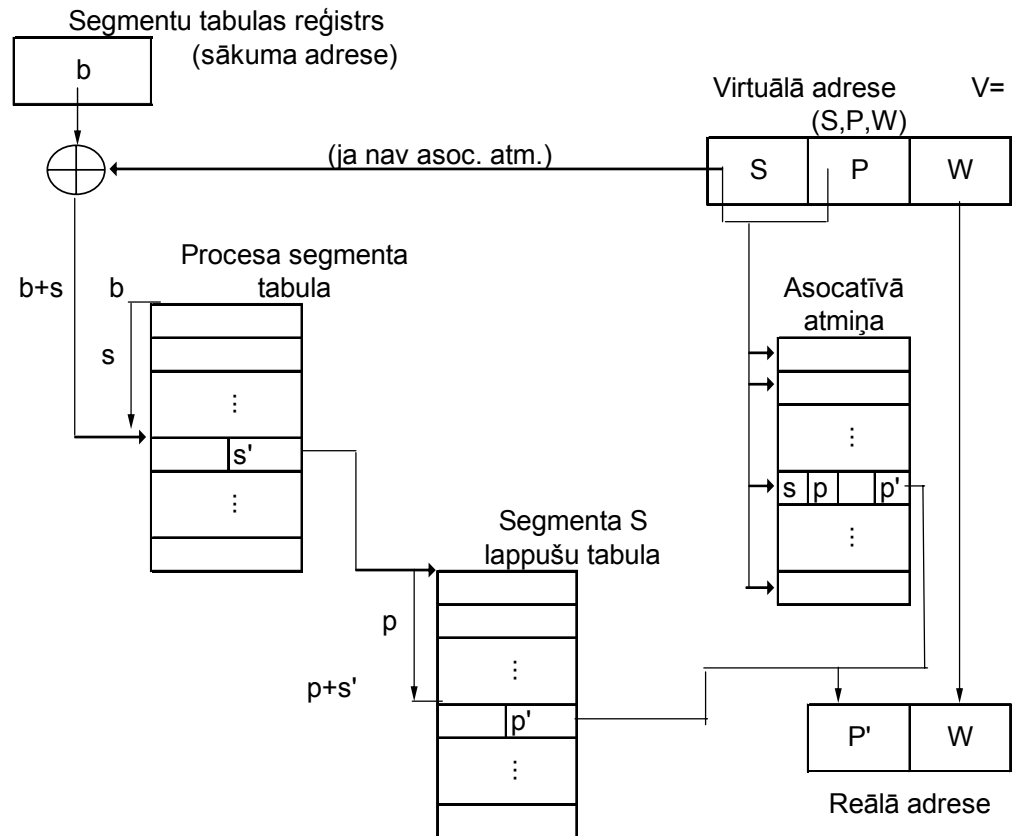 Segmentu tabulas reģistrs
(sākuma adrese)
b
Virtuālā adrese V=
(S,P,W)
(ja nav asoc. atm.)
S P W
Procesa segmenta
tabula
b+s b
s
⋮
s'
⋮
Asocatīvā
atmiņa
⋮
s p p'
⋮
Segmenta S
lappušu tabula
p
⋮
p+s'
p'
⋮
P' W
Reālā adrese